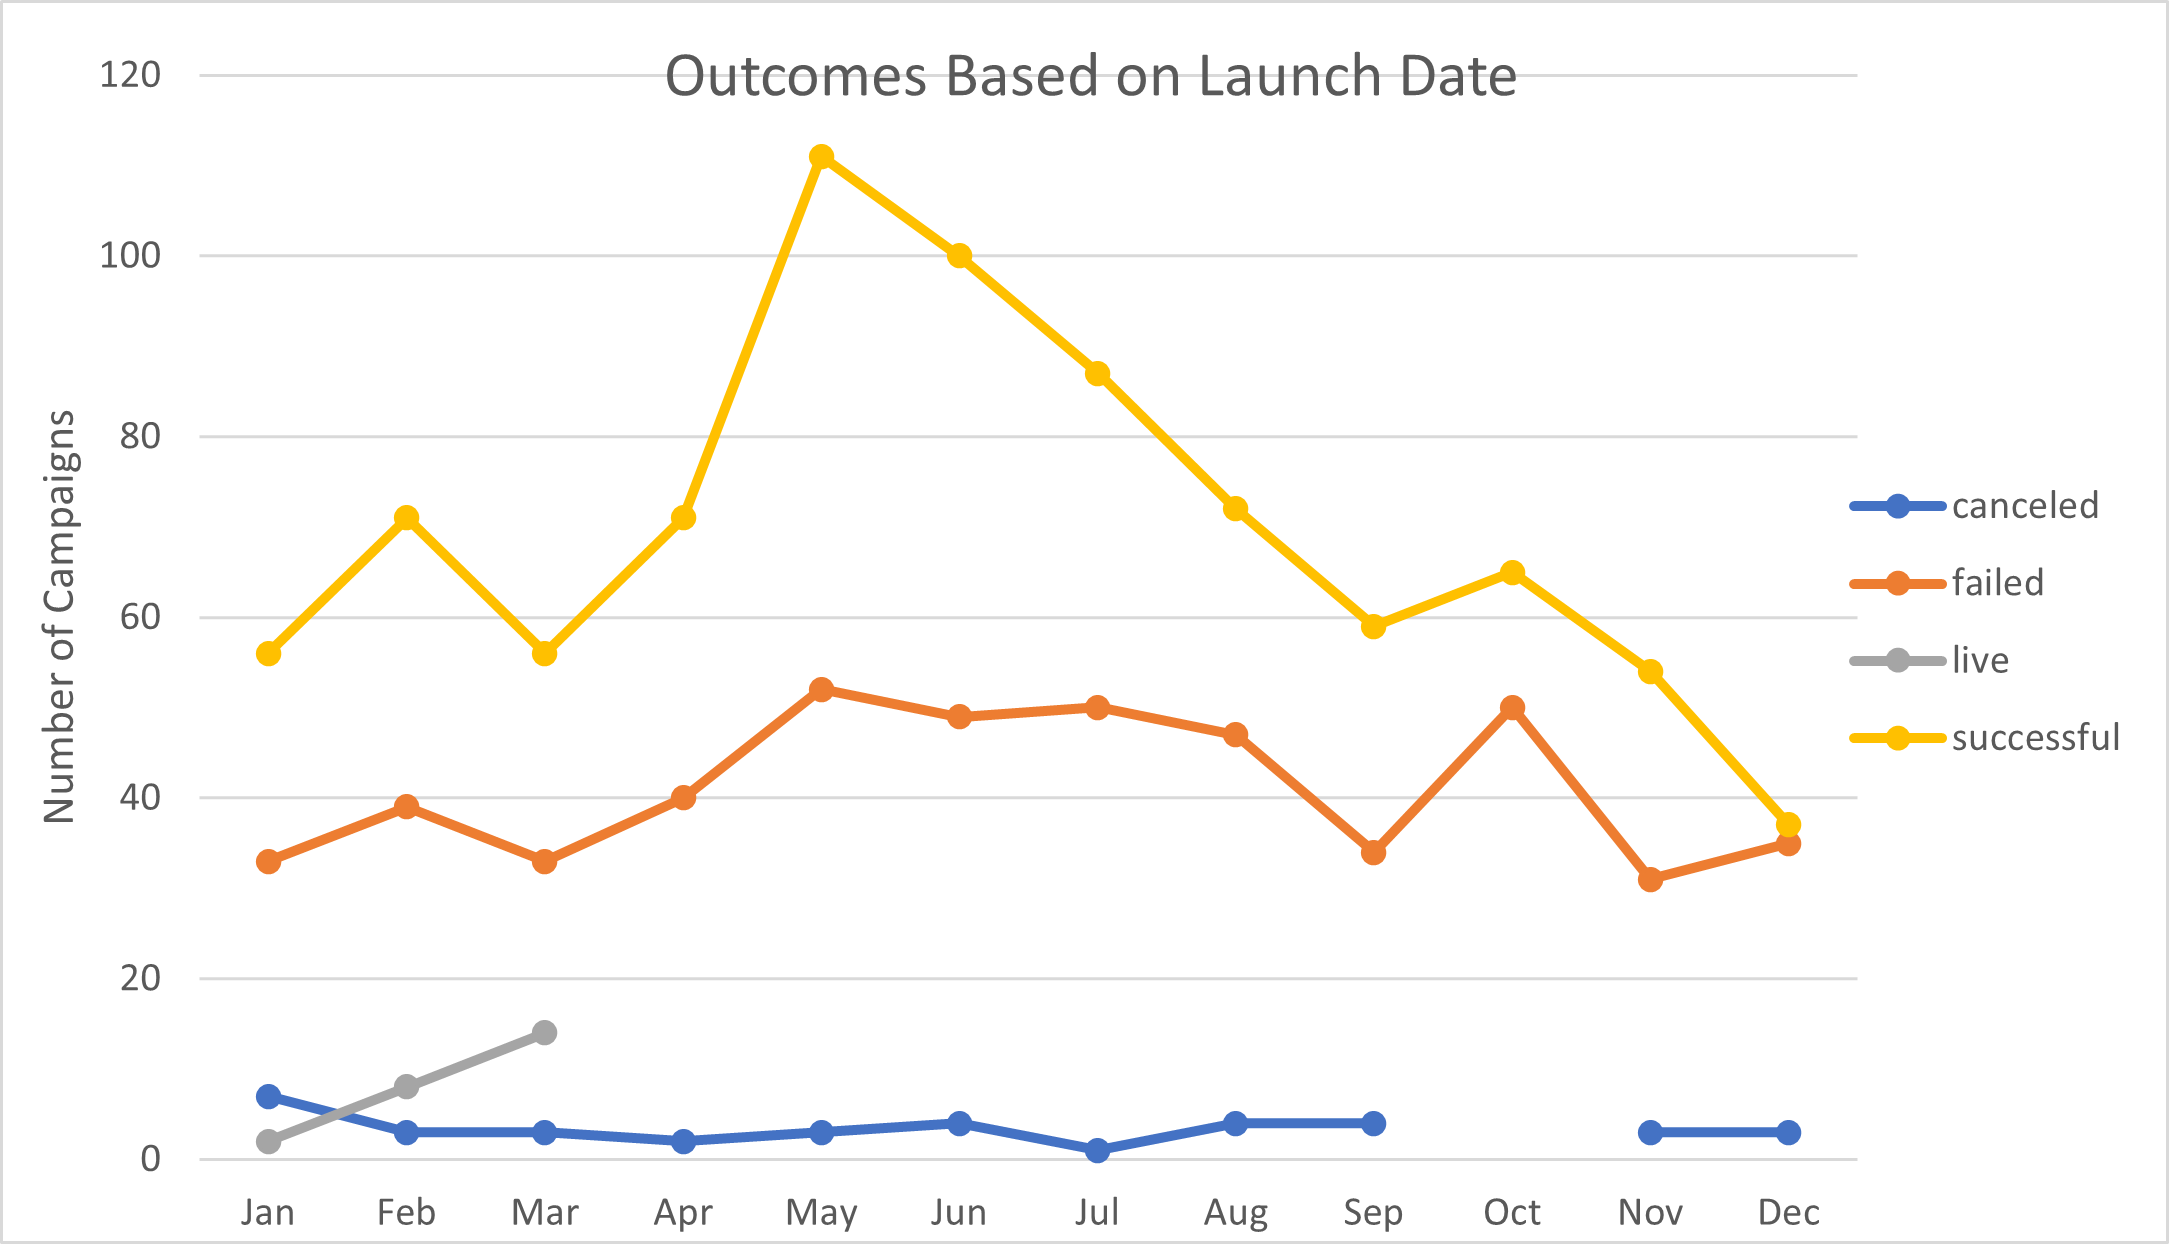 Outcomes Based on Launch Date
120
100
80
60
40
20
0
Number of Campaigns
Jan Feb Mar Apr May Jun Jul Aug Sep Oct Nov Dec
canceled
failed
live
successful